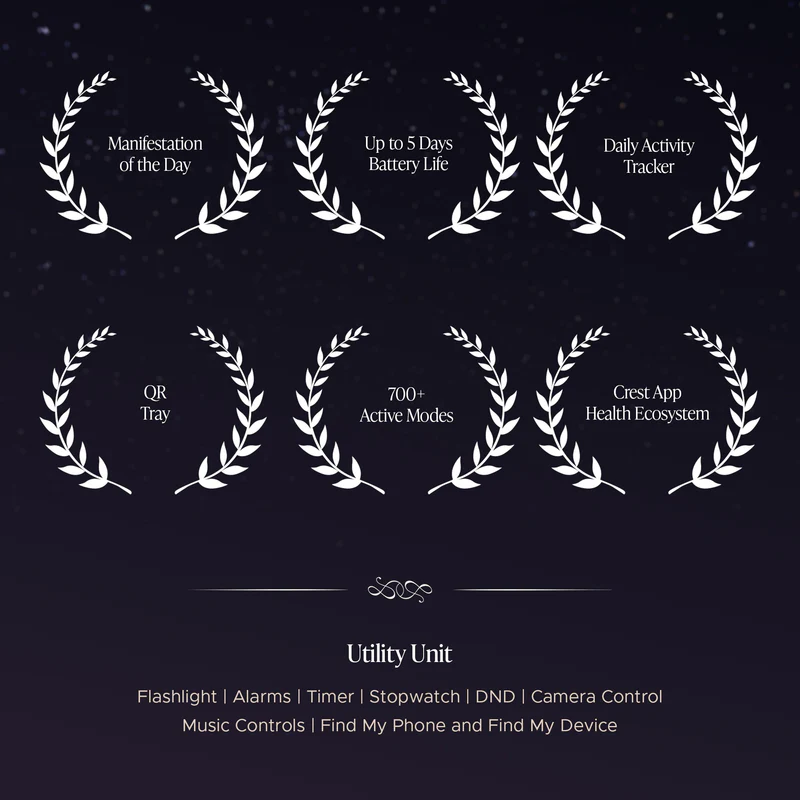 Manifestation
of the Day
Up to 5 Days
Battery Life
Daily Activity
Tracker
QR
Tray
700+
Active Modes
Crest App
Health Ecosystem
Utility Unit
Flashlight | Alarms | Timer | Stopwatch | DND | Camera Control
Music Controls | Find My Phone and Find My Device